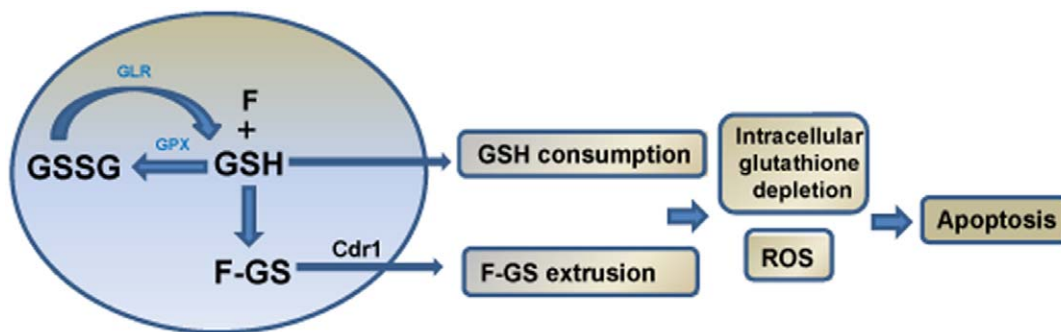 GLR
F
+
GPX
GSSG
GSH
Cdr1
F-GS
GSH consumption
F-GS extrusion
Intracellular
glutathione
depletion
ROS
Apoptosis